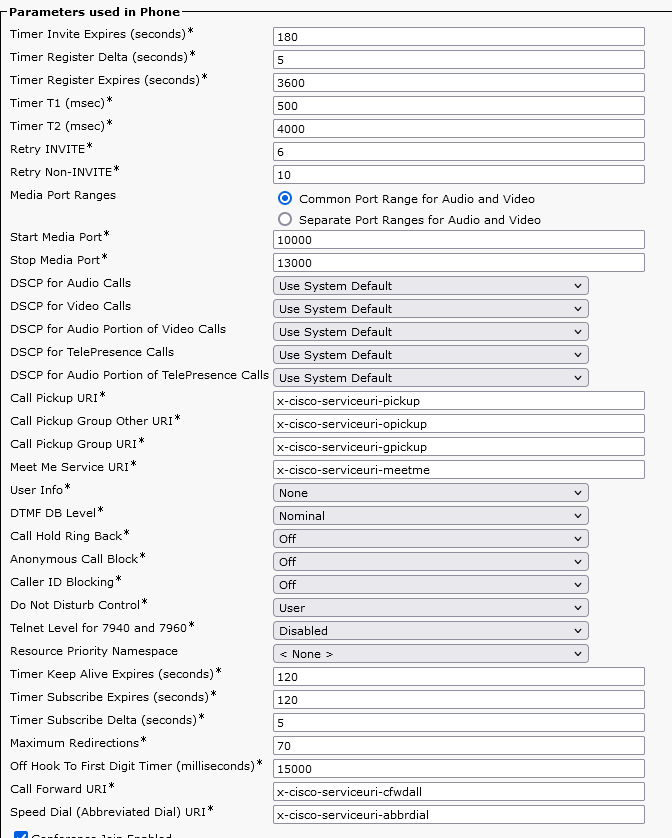 Parameters used in Phone
Timer Invite Expires (seconds)* 180
Timer Register Delta (seconds)* 5
Timer Register Expires (seconds)* 3600
Timer T1 (msec)* 500
Timer T2 (msec)* 4000
Retry INVITE* 6
Retry Non-INVITE* 10
Media Port Ranges Common Port Range for Audio and Video
Separate Port Ranges for Audio and Video
Start Media Port* 10000
Stop Media Port* 13000
DSCP for Audio Calls Use System Default
DSCP for Video Calls Use System Default
DSCP for Audio Portion of Video Calls Use System Default
DSCP for TelePresence Calls Use System Default
DSCP for Audio Portion of TelePresence Calls Use System Default
Call Pickup URI* x-cisco-serviceuri-pickup
Call Pickup Group Other URI* x-cisco-serviceuri-opickup
Call Pickup Group URI* x-cisco-serviceuri-gpickup
Meet Me Service URI* x-cisco-serviceuri-meetme
User Info* None
DTMF DB Level* Nominal
Call Hold Ring Back* Off
Anonymous Call Block* Off
Caller ID Blocking* Off
Do Not Disturb Control* User
Telnet Level for 7940 and 7960* Disabled
Resource Priority Namespace < None >
Timer Keep Alive Expires (seconds)* 120
Timer Subscribe Expires (seconds)* 120
Timer Subscribe Delta (seconds)* 5
Maximum Redirections* 70
Off Hook To First Digit Timer (milliseconds)* 15000
Call Forward URI* x-cisco-serviceuri-cfwdall
Speed Dial (Abbreviated Dial) URI* x-cisco-serviceuri-abbrdial
Conference Join Enabled